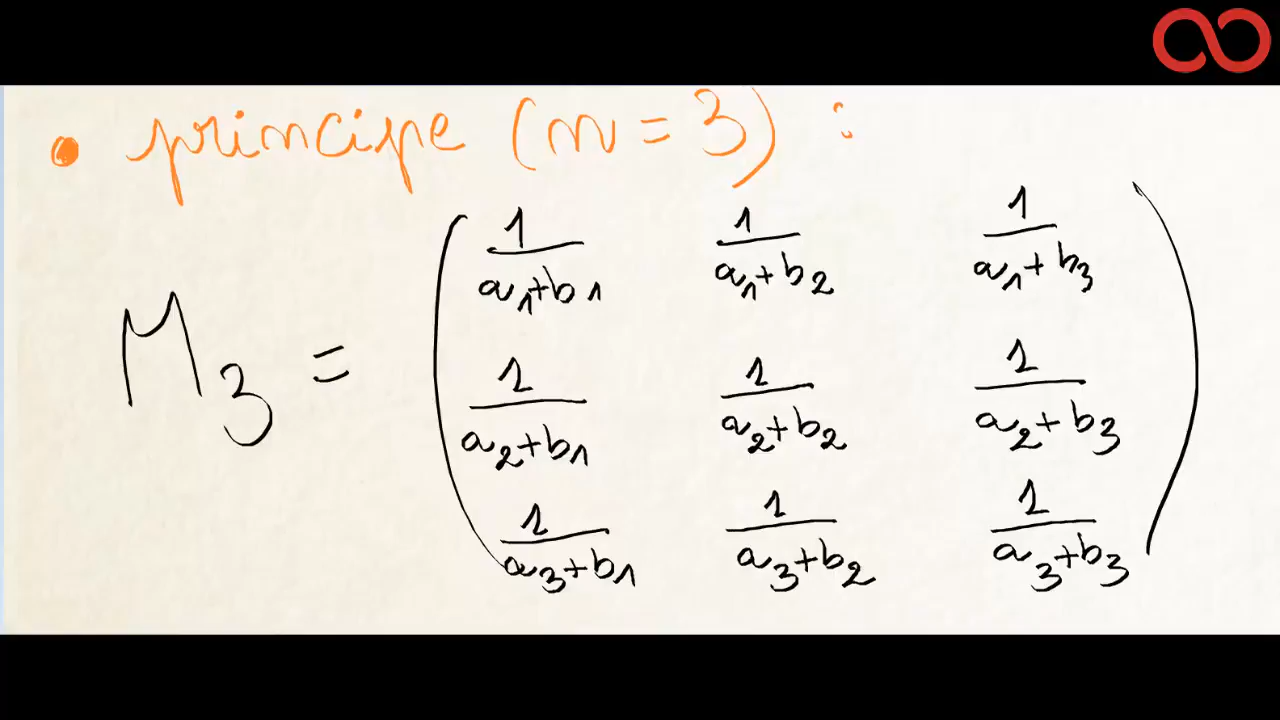 • principe (n = 3) :
M₃ = ( 1/(a₁+b₁) 1/(a₁+b₂) 1/(a₁+b₃)
1/(a₂+b₁) 1/(a₂+b₂) 1/(a₂+b₃)
1/(a₃+b₁) 1/(a₃+b₂) 1/(a₃+b₃) )